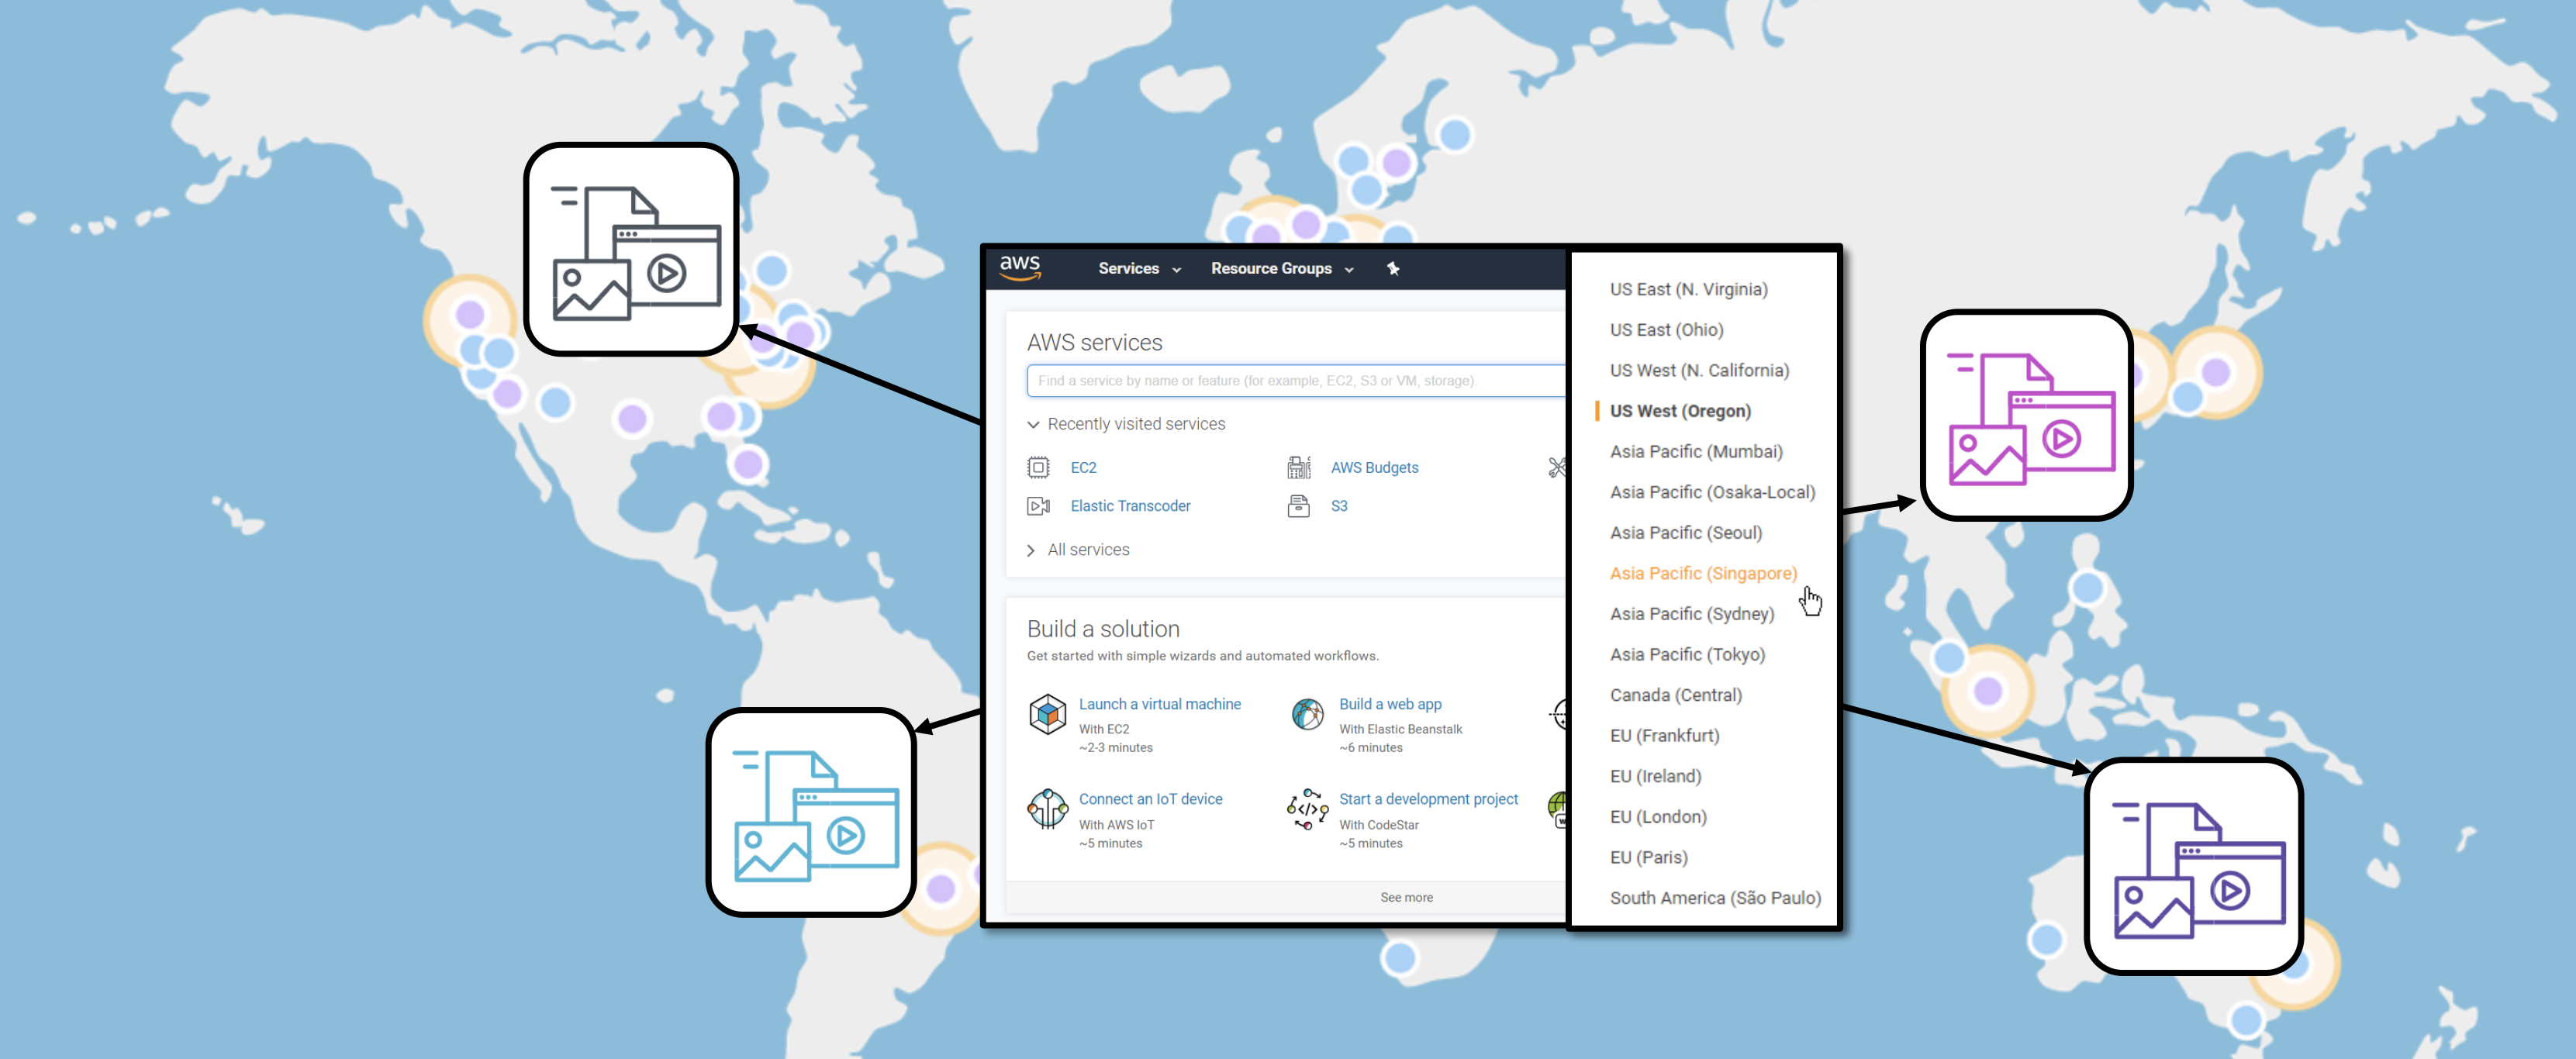 aws
Services
Resource Groups
AWS services
Find a service by name or feature (for example, EC2, S3 or VM, storage).
Recently visited services
EC2
AWS Budgets
Elastic Transcoder
S3
All services
Build a solution
Get started with simple wizards and automated workflows.
Launch a virtual machine
With EC2
~2-3 minutes
Build a web app
With Elastic Beanstalk
~6 minutes
Connect an IoT device
With AWS IoT
~5 minutes
Start a development project
With CodeStar
~5 minutes
See more
US East (N. Virginia)
US East (Ohio)
US West (N. California)
US West (Oregon)
Asia Pacific (Mumbai)
Asia Pacific (Osaka-Local)
Asia Pacific (Seoul)
Asia Pacific (Singapore)
Asia Pacific (Sydney)
Asia Pacific (Tokyo)
Canada (Central)
EU (Frankfurt)
EU (Ireland)
EU (London)
EU (Paris)
South America (São Paulo)